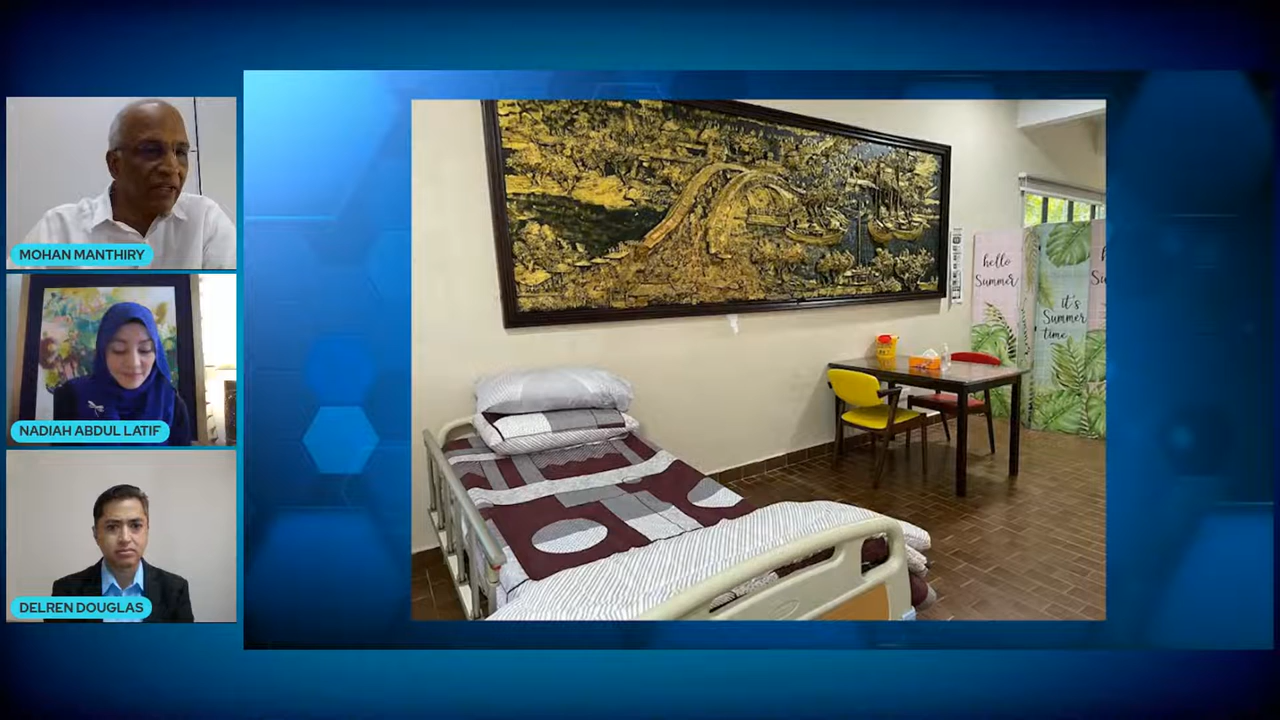 MOHAN MANTHIRY
NADIAH ABDUL LATIF
DELREN DOUGLAS
hello
Summer
it's
Summer
time